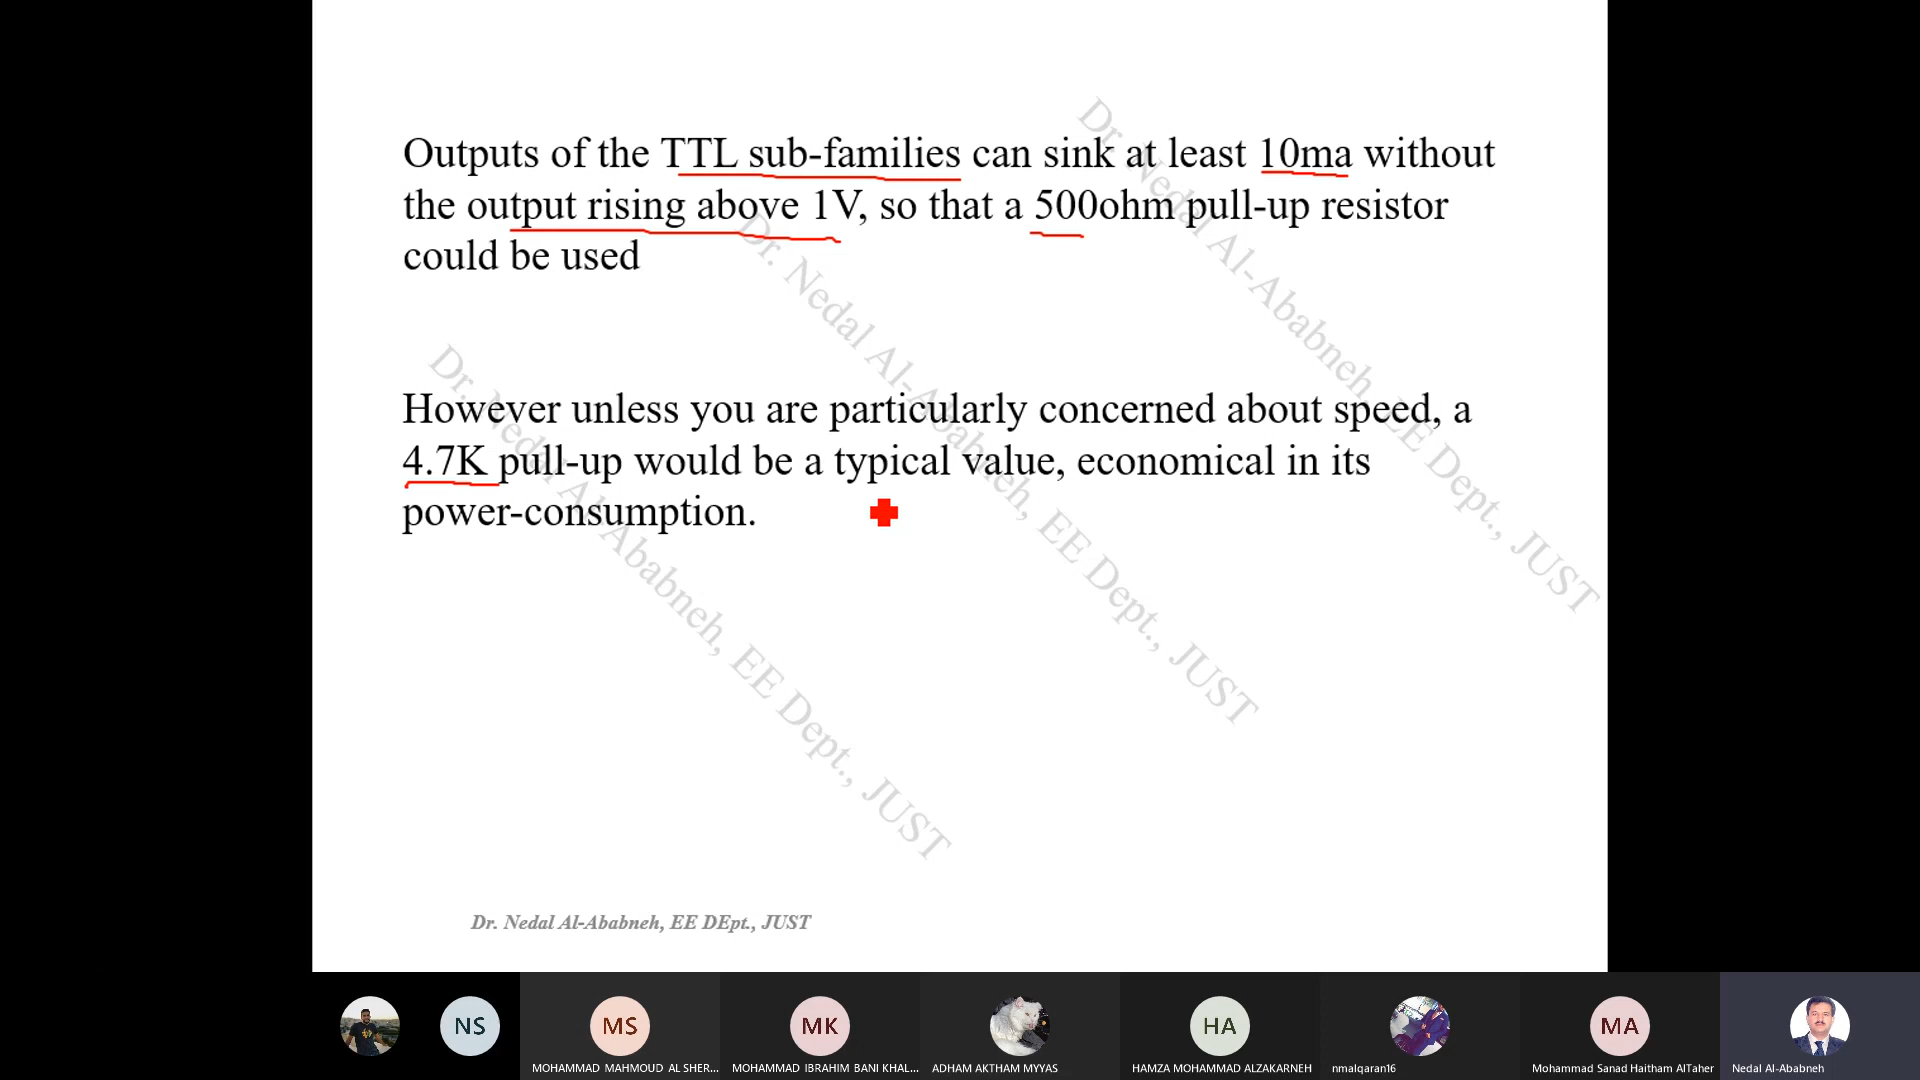 Outputs of the TTL sub-families can sink at least 10ma without
the output rising above 1V, so that a 500ohm pull-up resistor
could be used
However unless you are particularly concerned about speed, a
4.7K pull-up would be a typical value, economical in its
power-consumption.
Dr. Nedal Al-Ababneh, EE Dept., JUST
Dr. Nedal Al-Ababneh, EE Dept., JUST
Dr. Nedal Al-Ababneh, EE Dept., JUST
Dr. Nedal Al-Ababneh, EE DEpt., JUST
NS
MS
MK
HA
MA
MOHAMMAD MAHMOUD AL SHER...
MOHAMMAD IBRAHIM BANI KHAL...
ADHAM AKTHAM MYYAS
HAMZA MOHAMMAD ALZAKARNEH
nmalqaran16
Mohammad Sanad Haitham AlTaher
Nedal Al-Ababneh